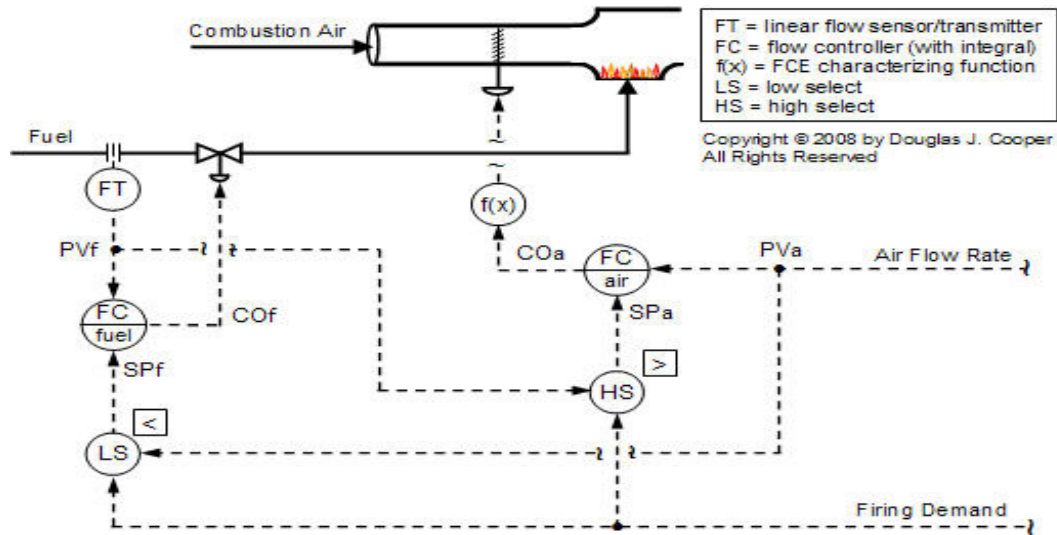 Combustion Air
FT = linear flow sensor/transmitter
FC = flow controller (with integral)
f(x) = FCE characterizing function
LS = low select
HS = high select
Copyright © 2008 by Douglas J. Cooper
All Rights Reserved
Fuel
FT
f(x)
PVf
COa
FC
air
PVa
Air Flow Rate
FC
fuel
COf
SPa
SPf
>
HS
<
LS
Firing Demand